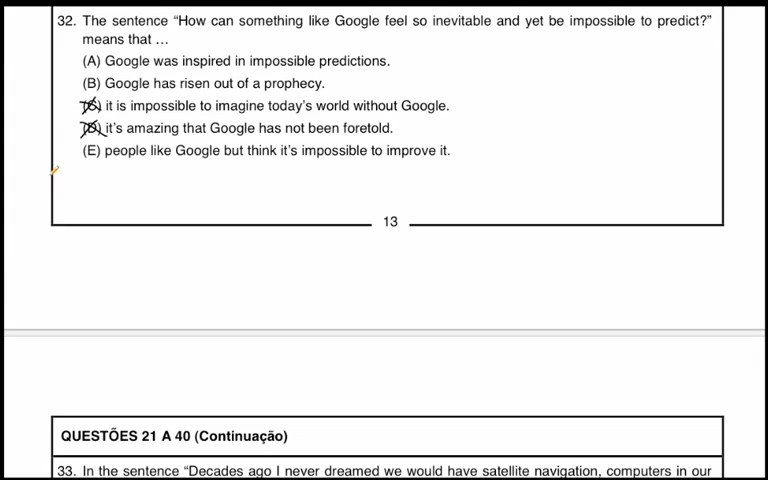 32. The sentence “How can something like Google feel so inevitable and yet be impossible to predict?”
means that …
(A) Google was inspired in impossible predictions.
(B) Google has risen out of a prophecy.
(C) it is impossible to imagine today’s world without Google.
(D) it’s amazing that Google has not been foretold.
(E) people like Google but think it’s impossible to improve it.
13
QUESTÕES 21 A 40 (Continuação)
33. In the sentence “Decades ago I never dreamed we would have satellite navigation, computers in our